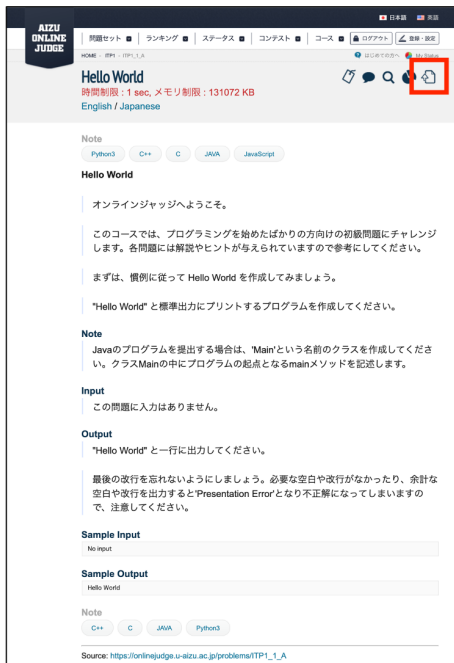 日本語 英語
AIZU
ONLINE
JUDGE
問題セット ランキング ステータス コンテスト コース ログアウト 登録・設定
HOME / ITP1 / ITP1_1_A はじめての方へ My Status
Hello World
時間制限 : 1 sec, メモリ制限 : 131072 KB
English / Japanese
Note
Python3 C++ C JAVA JavaScript
Hello World
オンラインジャッジへようこそ。
このコースでは、プログラミングを始めたばかりの方向けの初級問題にチャレンジ
します。各問題には解説やヒントが与えられていますので参考にしてください。
まずは、慣例に従って Hello World を作成してみましょう。
"Hello World" と標準出力にプリントするプログラムを作成してください。
Note
Javaのプログラムを提出する場合は、'Main'という名前のクラスを作成してくださ
い。クラスMainの中にプログラムの起点となるmainメソッドを記述します。
Input
この問題に入力はありません。
Output
"Hello World" と一行に出力してください。
最後の改行を忘れないようにしましょう。必要な空白や改行がなかったり、余計な
空白や改行を出力すると'Presentation Error'となり不正解になってしまいますの
で、注意してください。
Sample Input
No input
Sample Output
Hello World
Note
C++ C JAVA Python3
Source: https://onlinejudge.u-aizu.ac.jp/problems/ITP1_1_A